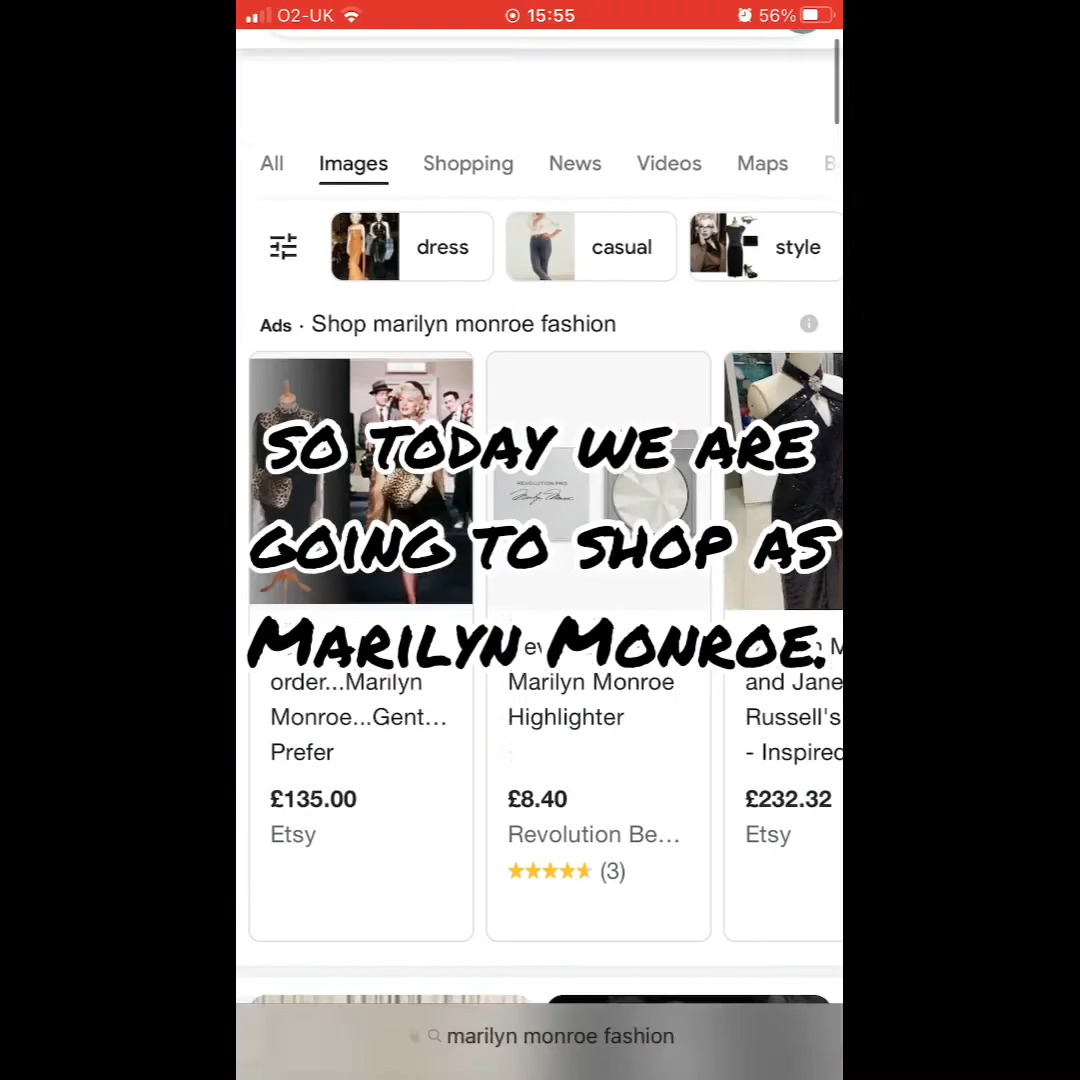 O2-UK 15:55 56%
All Images Shopping News Videos Maps
dress casual style
Ads · Shop marilyn monroe fashion
SO TODAY WE ARE
GOING TO SHOP AS
MARILYN MONROE.
REVOLUTION PRO
order...Marilyn
Monroe...Gent...
Prefer
£135.00
Etsy
Marilyn Monroe
Highlighter
£8.40
Revolution Be...
(3)
and Jane
Russell's
- Inspired
£232.32
Etsy
marilyn monroe fashion